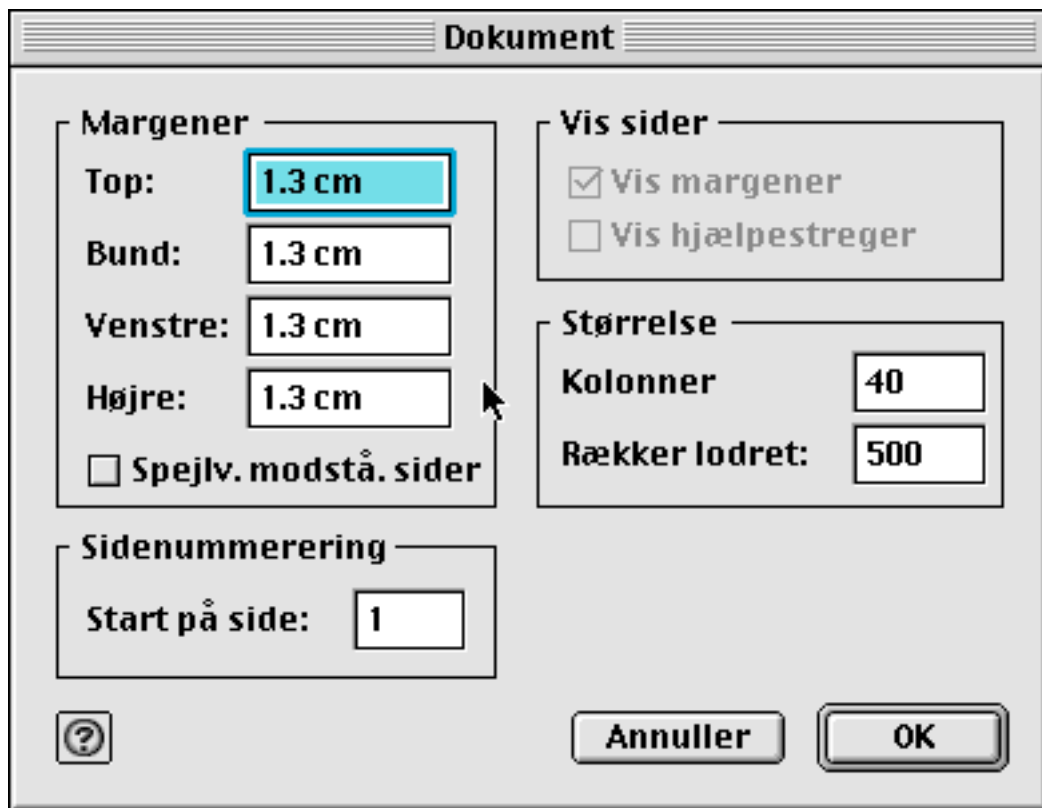 Dokument
Margener
Top: 1.3 cm
Bund: 1.3 cm
Venstre: 1.3 cm
Højre: 1.3 cm
Spejlv. modstå. sider
Vis sider
Vis margener
Vis hjælpestreger
Størrelse
Kolonner 40
Rækker lodret: 500
Sidenummerering
Start på side: 1
?
Annuller
OK